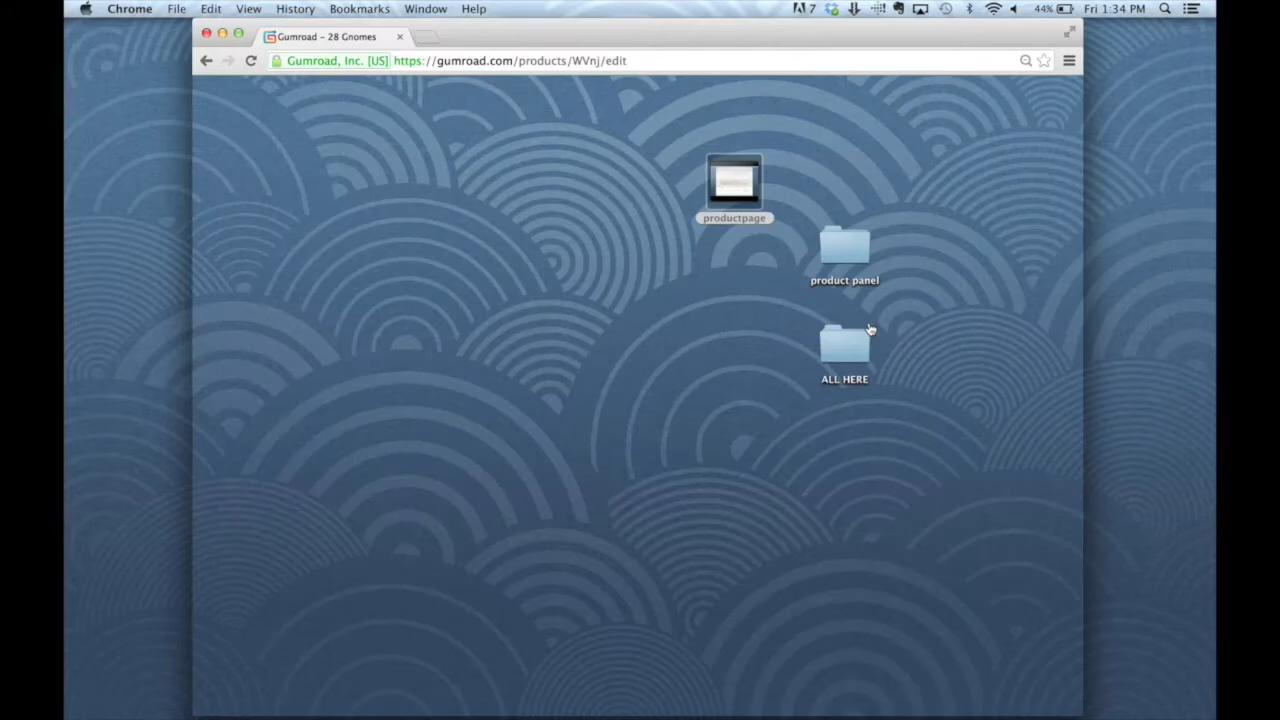 Chrome File Edit View History Bookmarks Window Help 7 44% Fri 1:34 PM
Gumroad – 28 Gnomes
Gumroad, Inc. [US] https://gumroad.com/products/WVnj/edit
productpage
product panel
ALL HERE